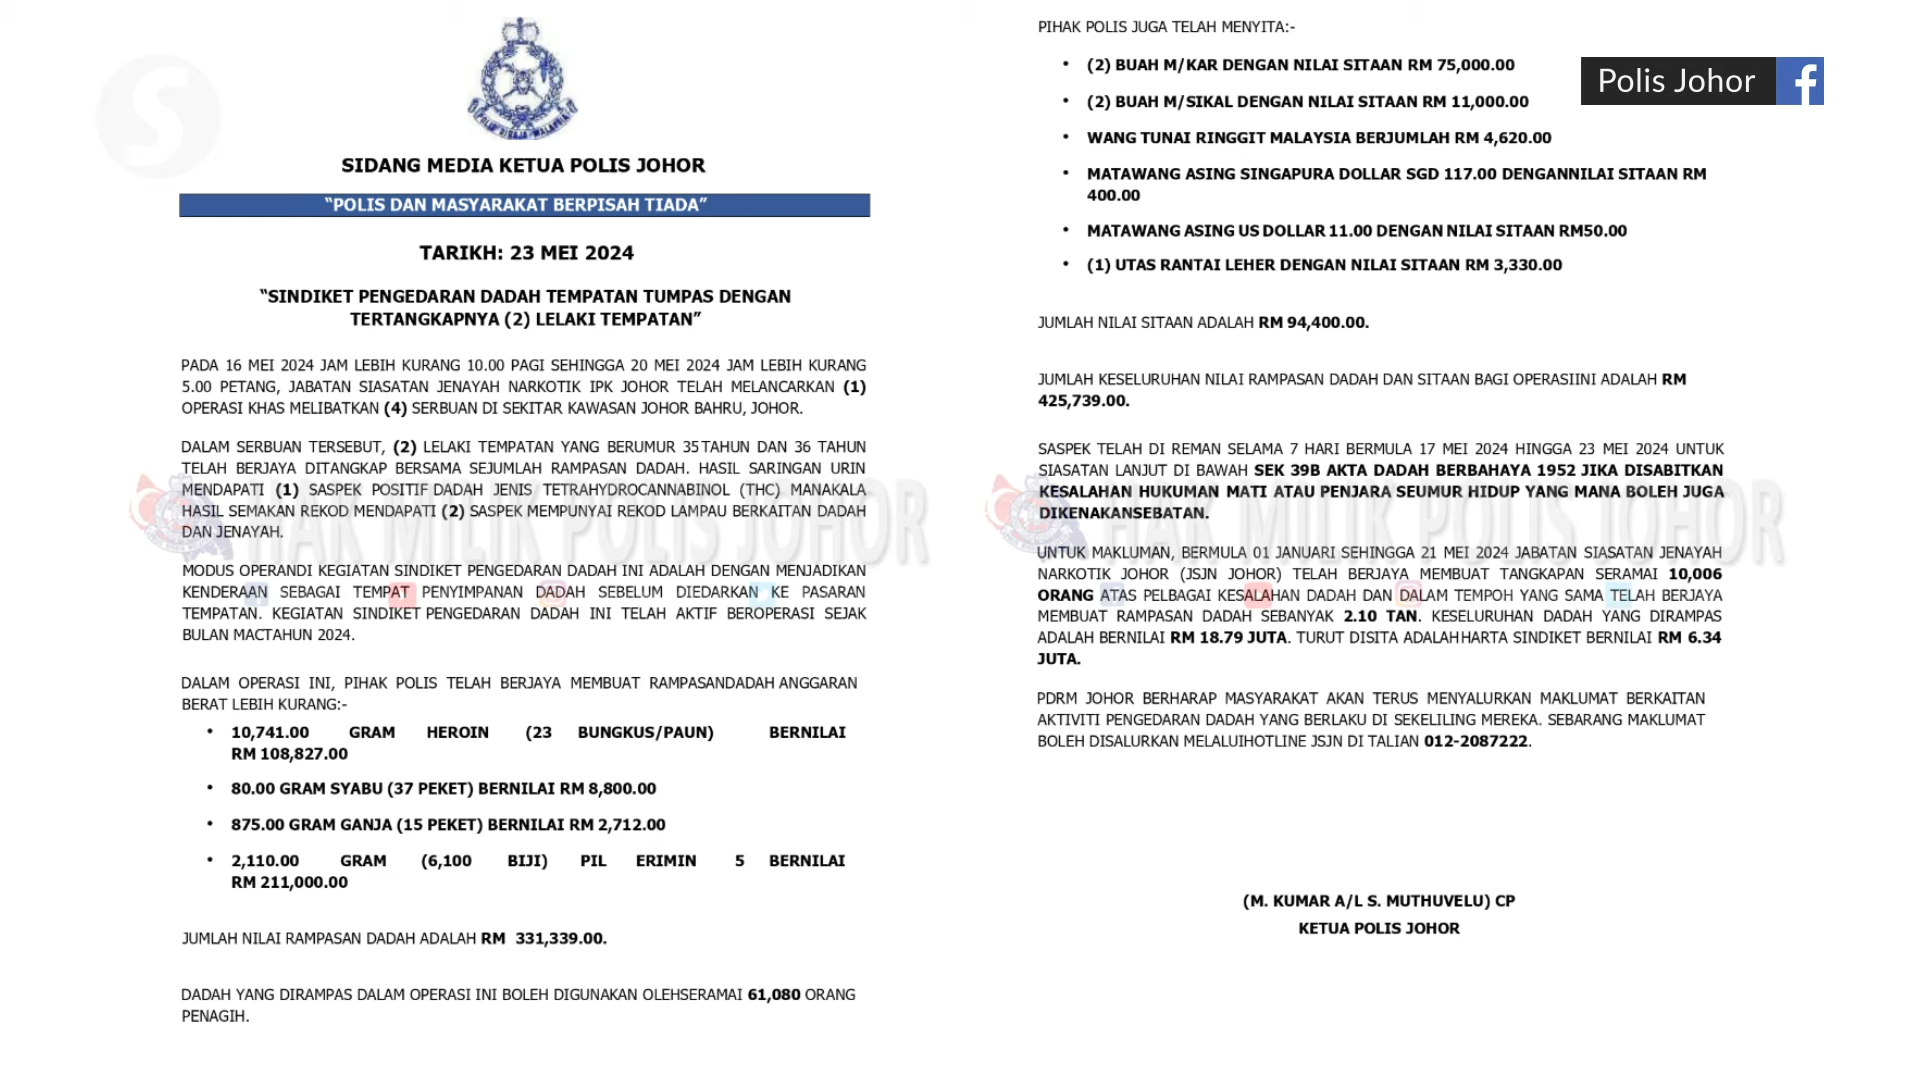 S
POLIS DIRAJA MALAYSIA
SIDANG MEDIA KETUA POLIS JOHOR
“POLIS DAN MASYARAKAT BERPISAH TIADA”
TARIKH: 23 MEI 2024
“SINDIKET PENGEDARAN DADAH TEMPATAN TUMPAS DENGAN
TERTANGKAPNYA (2) LELAKI TEMPATAN”
PADA 16 MEI 2024 JAM LEBIH KURANG 10.00 PAGI SEHINGGA 20 MEI 2024 JAM LEBIH KURANG
5.00 PETANG, JABATAN SIASATAN JENAYAH NARKOTIK IPK JOHOR TELAH MELANCARKAN (1)
OPERASI KHAS MELIBATKAN (4) SERBUAN DI SEKITAR KAWASAN JOHOR BAHRU, JOHOR.
DALAM SERBUAN TERSEBUT, (2) LELAKI TEMPATAN YANG BERUMUR 35 TAHUN DAN 36 TAHUN
TELAH BERJAYA DITANGKAP BERSAMA SEJUMLAH RAMPASAN DADAH. HASIL SARINGAN URIN
MENDAPATI (1) SASPEK POSITIF DADAH JENIS TETRAHYDROCANNABINOL (THC) MANAKALA
HASIL SEMAKAN REKOD MENDAPATI (2) SASPEK MEMPUNYAI REKOD LAMPAU BERKAITAN DADAH
DAN JENAYAH.
HAK MILIK POLIS JOHOR
MODUS OPERANDI KEGIATAN SINDIKET PENGEDARAN DADAH INI ADALAH DENGAN MENJADIKAN
KENDERAAN SEBAGAI TEMPAT PENYIMPANAN DADAH SEBELUM DIEDARKAN KE PASARAN
TEMPATAN. KEGIATAN SINDIKET PENGEDARAN DADAH INI TELAH AKTIF BEROPERASI SEJAK
BULAN MACTAHUN 2024.
DALAM OPERASI INI, PIHAK POLIS TELAH BERJAYA MEMBUAT RAMPASANDADAH ANGGARAN
BERAT LEBIH KURANG:-
• 10,741.00 GRAM HEROIN (23 BUNGKUS/PAUN) BERNILAI
RM 108,827.00
• 80.00 GRAM SYABU (37 PEKET) BERNILAI RM 8,800.00
• 875.00 GRAM GANJA (15 PEKET) BERNILAI RM 2,712.00
• 2,110.00 GRAM (6,100 BIJI) PIL ERIMIN 5 BERNILAI
RM 211,000.00
JUMLAH NILAI RAMPASAN DADAH ADALAH RM 331,339.00.
DADAH YANG DIRAMPAS DALAM OPERASI INI BOLEH DIGUNAKAN OLEHSERAMAI 61,080 ORANG
PENAGIH.
PIHAK POLIS JUGA TELAH MENYITA:-
Polis Johor f
• (2) BUAH M/KAR DENGAN NILAI SITAAN RM 75,000.00
• (2) BUAH M/SIKAL DENGAN NILAI SITAAN RM 11,000.00
• WANG TUNAI RINGGIT MALAYSIA BERJUMLAH RM 4,620.00
• MATAWANG ASING SINGAPURA DOLLAR SGD 117.00 DENGANNILAI SITAAN RM
400.00
• MATAWANG ASING US DOLLAR 11.00 DENGAN NILAI SITAAN RM50.00
• (1) UTAS RANTAI LEHER DENGAN NILAI SITAAN RM 3,330.00
JUMLAH NILAI SITAAN ADALAH RM 94,400.00.
JUMLAH KESELURUHAN NILAI RAMPASAN DADAH DAN SITAAN BAGI OPERASIINI ADALAH RM
425,739.00.
SASPEK TELAH DI REMAN SELAMA 7 HARI BERMULA 17 MEI 2024 HINGGA 23 MEI 2024 UNTUK
SIASATAN LANJUT DI BAWAH SEK 39B AKTA DADAH BERBAHAYA 1952 JIKA DISABITKAN
KESALAHAN HUKUMAN MATI ATAU PENJARA SEUMUR HIDUP YANG MANA BOLEH JUGA
DIKENAKANSEBATAN.
HAK MILIK POLIS JOHOR
UNTUK MAKLUMAN, BERMULA 01 JANUARI SEHINGGA 21 MEI 2024 JABATAN SIASATAN JENAYAH
NARKOTIK JOHOR (JSJN JOHOR) TELAH BERJAYA MEMBUAT TANGKAPAN SERAMAI 10,006
ORANG ATAS PELBAGAI KESALAHAN DADAH DAN DALAM TEMPOH YANG SAMA TELAH BERJAYA
MEMBUAT RAMPASAN DADAH SEBANYAK 2.10 TAN. KESELURUHAN DADAH YANG DIRAMPAS
ADALAH BERNILAI RM 18.79 JUTA. TURUT DISITA ADALAHHARTA SINDIKET BERNILAI RM 6.34
JUTA.
PDRM JOHOR BERHARAP MASYARAKAT AKAN TERUS MENYALURKAN MAKLUMAT BERKAITAN
AKTIVITI PENGEDARAN DADAH YANG BERLAKU DI SEKELILING MEREKA. SEBARANG MAKLUMAT
BOLEH DISALURKAN MELALUIHOTLINE JSJN DI TALIAN 012-2087222.
(M. KUMAR A/L S. MUTHUVELU) CP
KETUA POLIS JOHOR